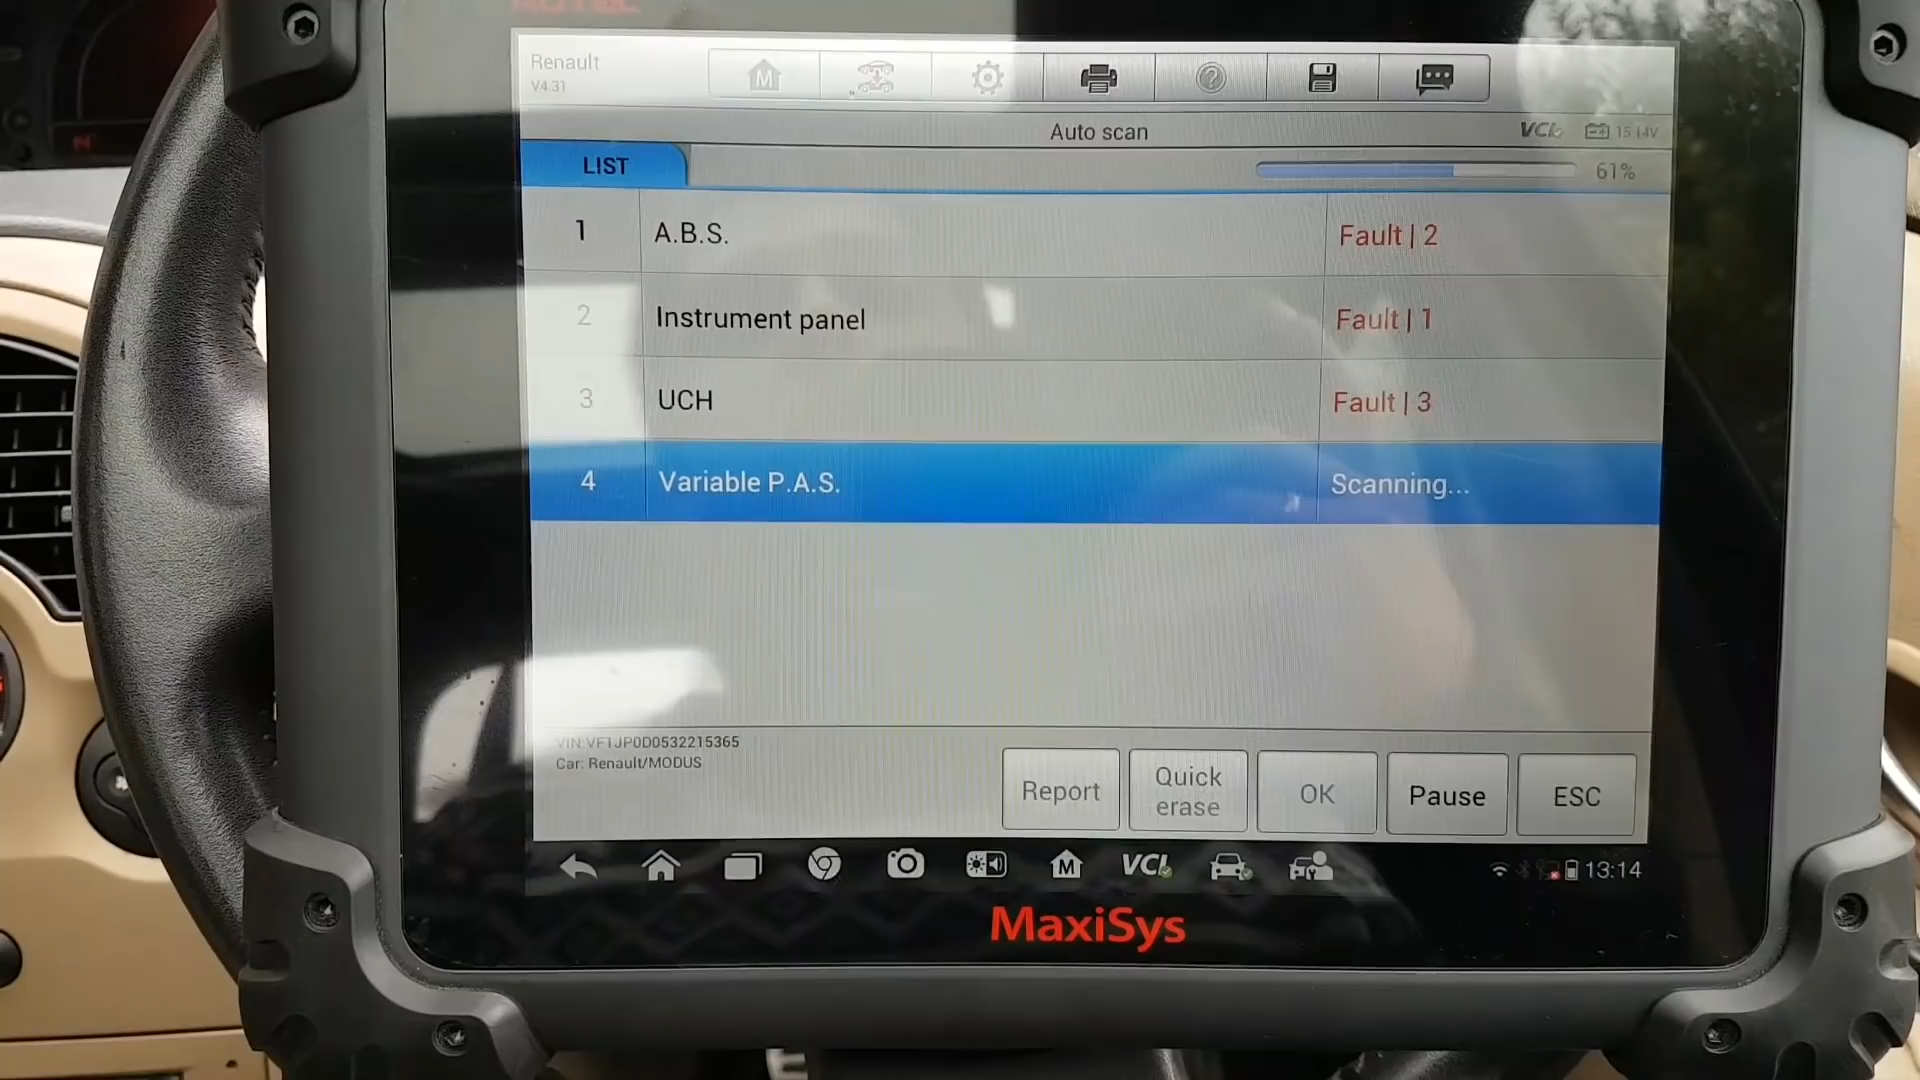 Renault
V4.31
M
?
Auto scan
VCI
LIST
61%
1 A.B.S. Fault | 2
2 Instrument panel Fault | 1
3 UCH Fault | 3
4 Variable P.A.S. Scanning...
VIN:VF1JP0D0532215365
Car: Renault/MODUS
Report
Quick erase
OK
Pause
ESC
M
VCI
13:14
MaxiSys